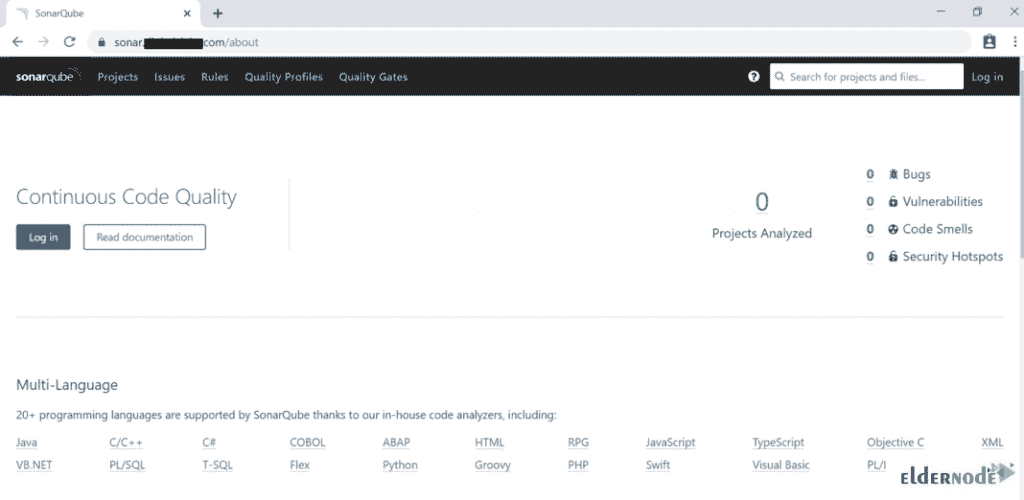 SonarQube
sonar. .com/about
sonarqube Projects Issues Rules Quality Profiles Quality Gates ? Search for projects and files... Log in
Continuous Code Quality
Log in Read documentation
0
Projects Analyzed
0 Bugs
0 Vulnerabilities
0 Code Smells
0 Security Hotspots
Multi-Language
20+ programming languages are supported by SonarQube thanks to our in-house code analyzers, including:
Java C/C++ C# COBOL ABAP HTML RPG JavaScript TypeScript Objective C XML
VB.NET PL/SQL T-SQL Flex Python Groovy PHP Swift Visual Basic PL/I
eldernode